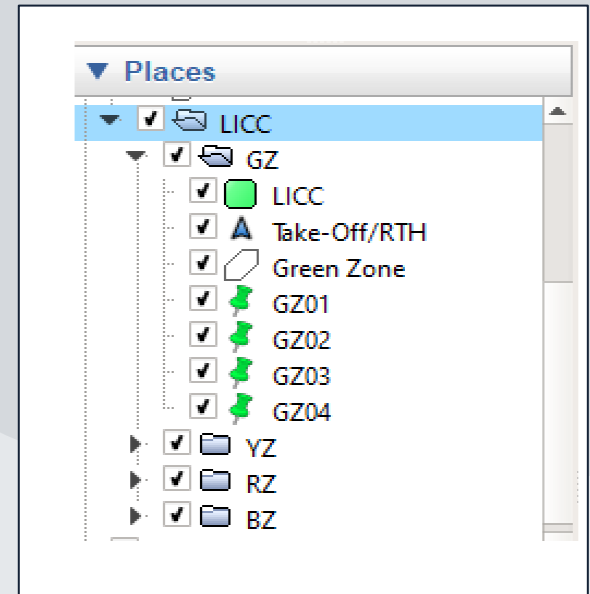 Places
LICC
GZ
LICC
Take-Off/RTH
Green Zone
GZ01
GZ02
GZ03
GZ04
YZ
RZ
BZ